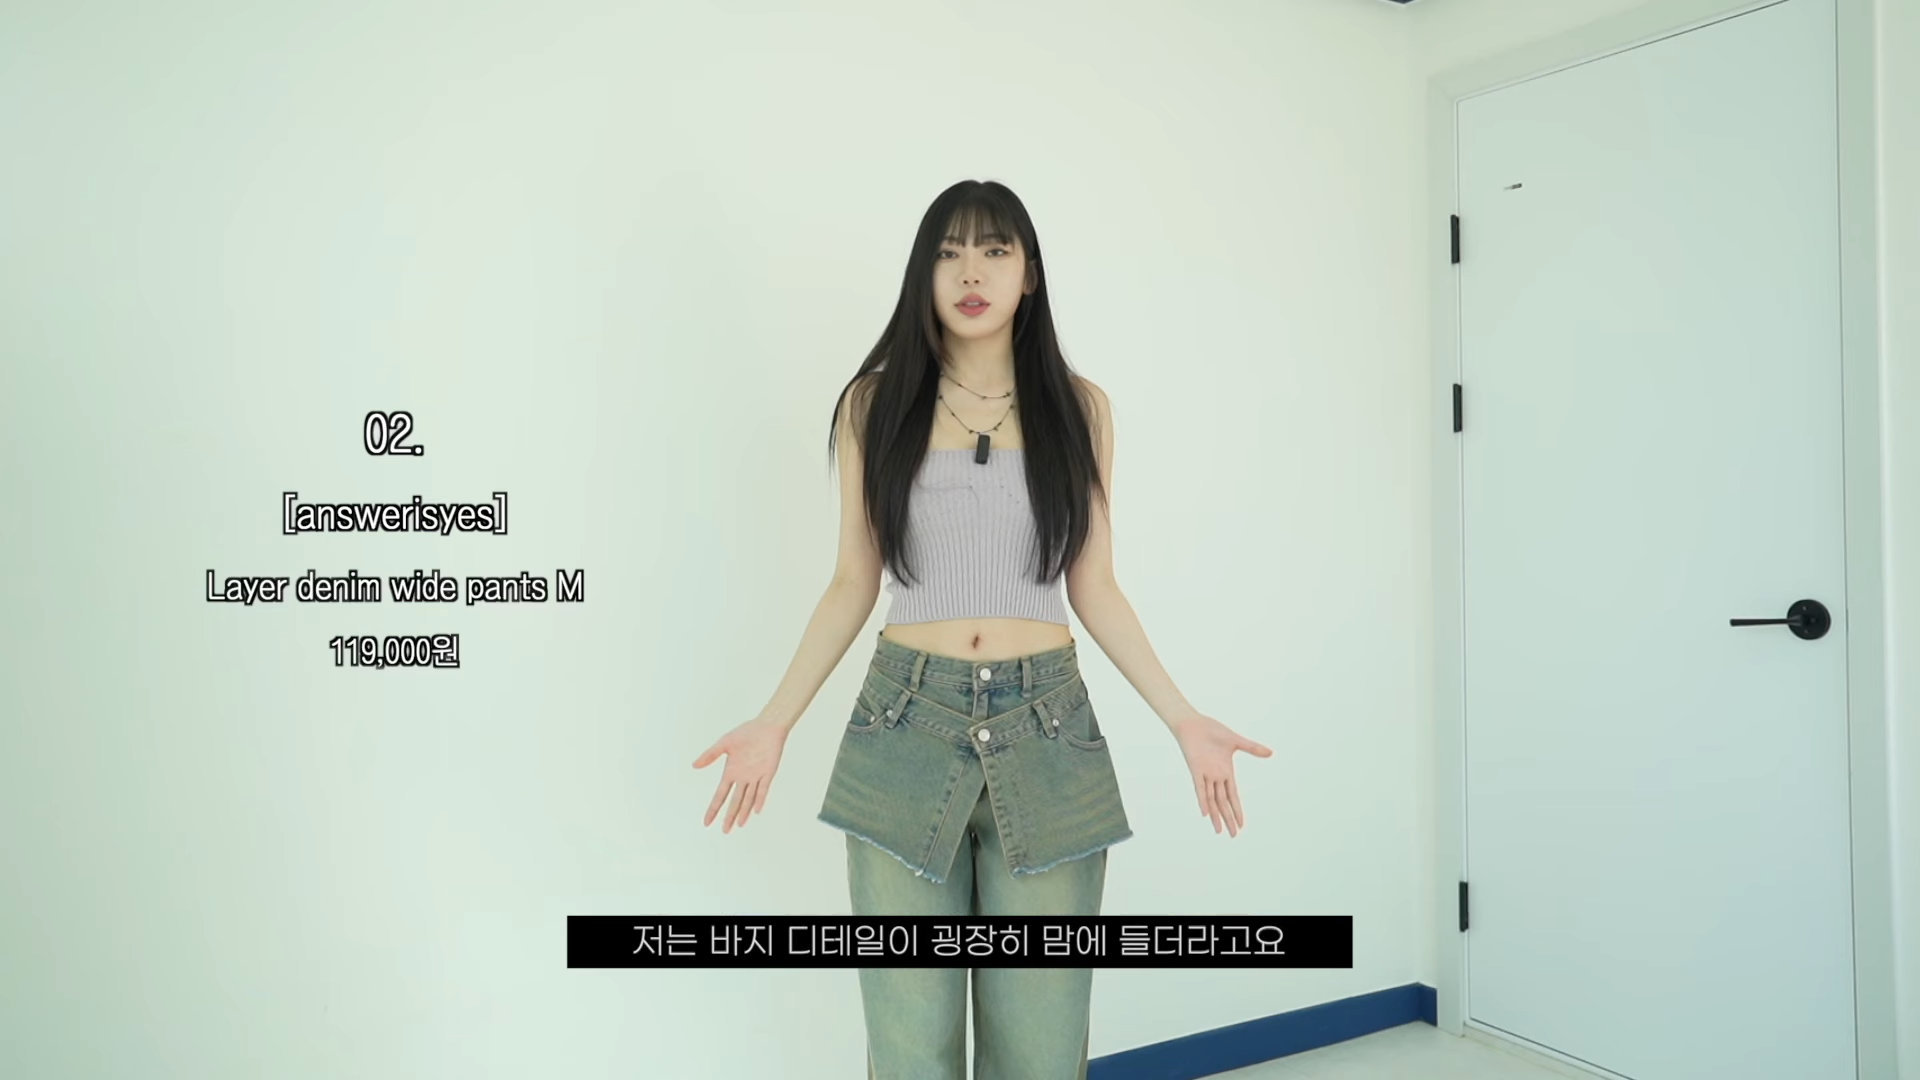 02.
[answerisyes]
Layer denim wide pants M
119,000원
저는 바지 디테일이 굉장히 맘에 들더라고요